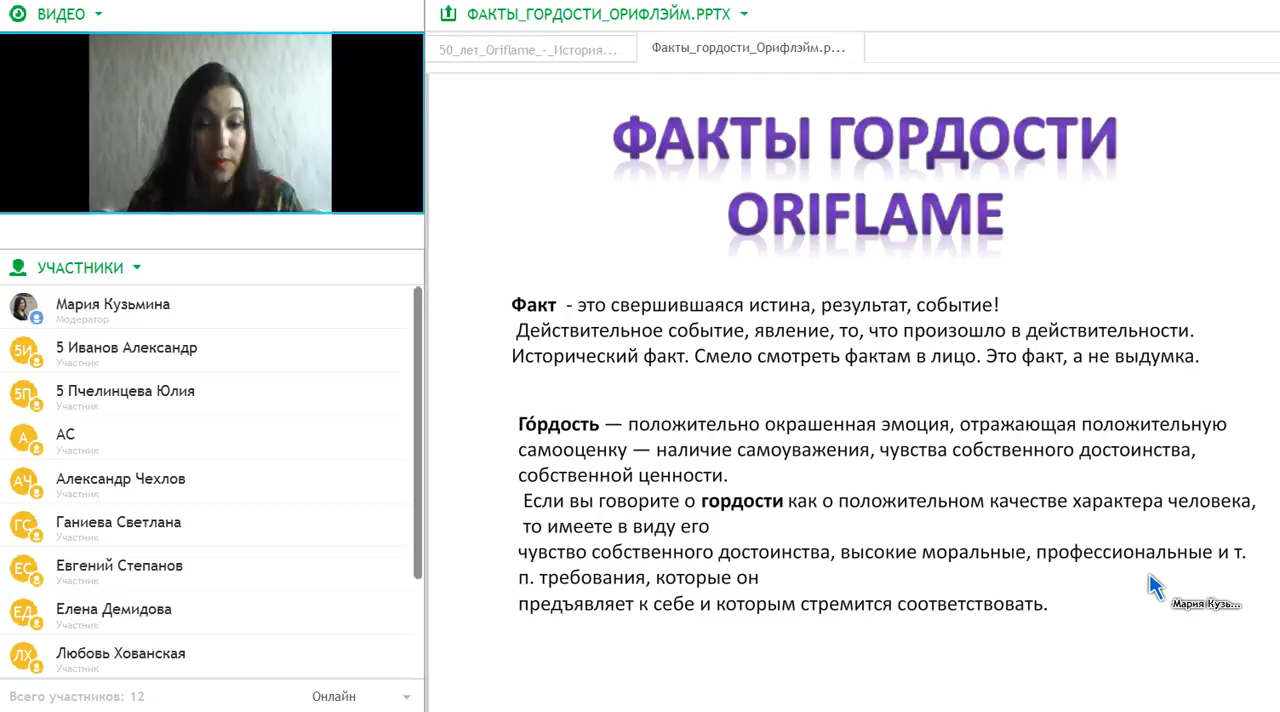 ВИДЕО
ФАКТЫ_ГОРДОСТИ_ОРИФЛЭЙМ.PPTX
50_лет_Oriflame_-_История...
Факты_гордости_Орифлэйм.р...
ФАКТЫ ГОРДОСТИ
ORIFLAME
УЧАСТНИКИ
Мария Кузьмина
Модератор
5И
5 Иванов Александр
Участник
5П
5 Пчелинцева Юлия
Участник
А
АС
Участник
АЧ
Александр Чехлов
Участник
ГС
Ганиева Светлана
Участник
ЕС
Евгений Степанов
Участник
ЕД
Елена Демидова
Участник
ЛХ
Любовь Хованская
Участник
Всего участников: 12
Онлайн
Факт - это свершившаяся истина, результат, событие!
Действительное событие, явление, то, что произошло в действительности.
Исторический факт. Смело смотреть фактам в лицо. Это факт, а не выдумка.
Го́рдость — положительно окрашенная эмоция, отражающая положительную
самооценку — наличие самоуважения, чувства собственного достоинства,
собственной ценности.
Если вы говорите о гордости как о положительном качестве характера человека,
то имеете в виду его
чувство собственного достоинства, высокие моральные, профессиональные и т.
п. требования, которые он
предъявляет к себе и которым стремится соответствовать.
Мария Кузь...